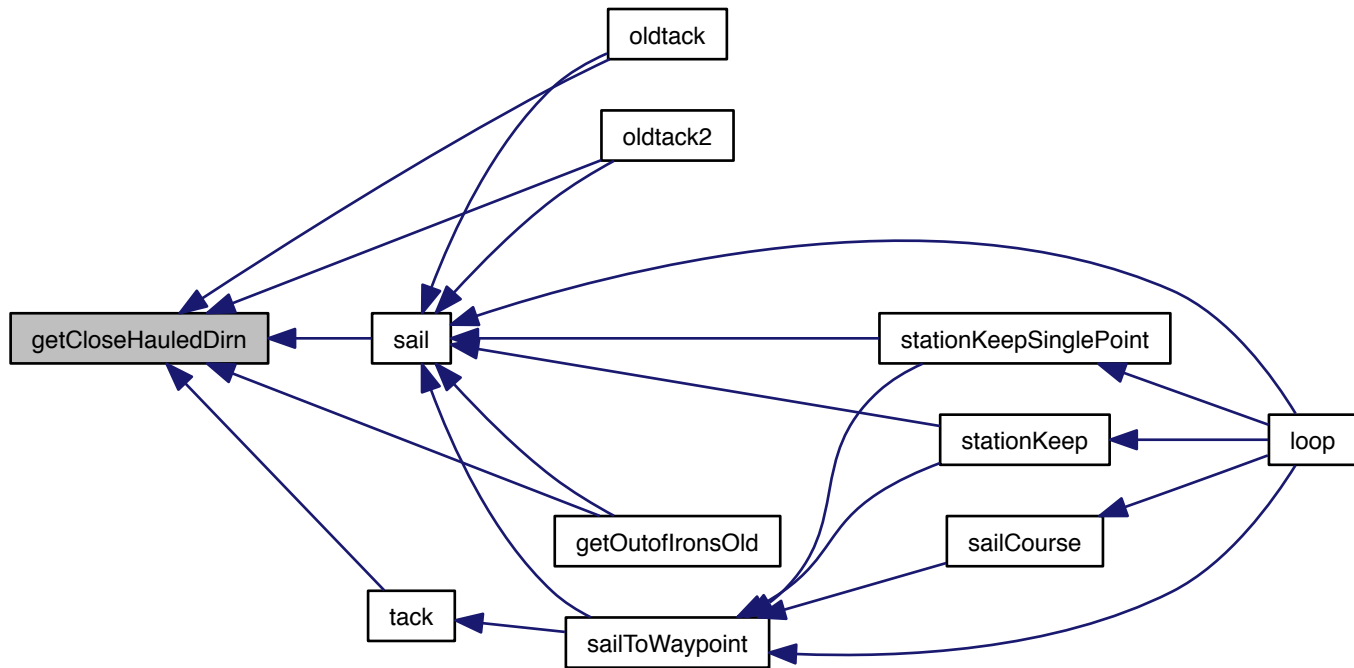 oldtack
oldtack2
getCloseHauledDirn
sail
stationKeepSinglePoint
stationKeep
loop
getOutofIronsOld
sailCourse
tack
sailToWaypoint